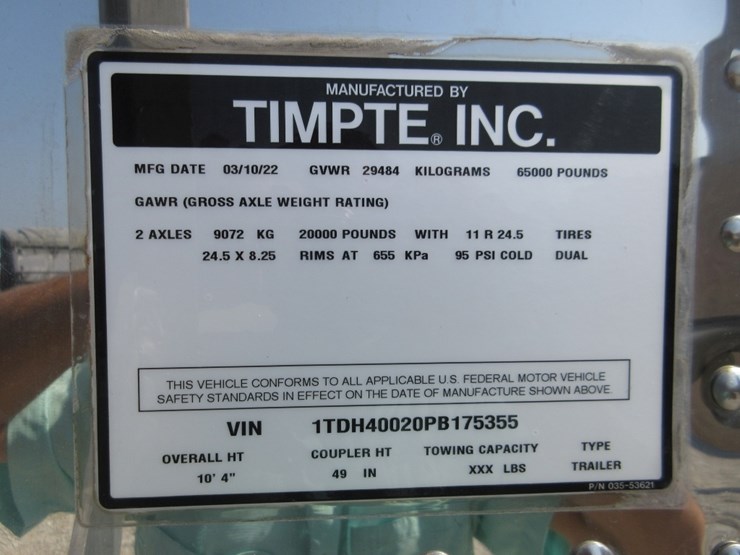 MANUFACTURED BY
TIMPTE® INC.
MFG DATE 03/10/22 GVWR 29484 KILOGRAMS 65000 POUNDS
GAWR (GROSS AXLE WEIGHT RATING)
2 AXLES 9072 KG 20000 POUNDS WITH 11 R 24.5 TIRES
24.5 X 8.25 RIMS AT 655 KPa 95 PSI COLD DUAL
THIS VEHICLE CONFORMS TO ALL APPLICABLE U.S. FEDERAL MOTOR VEHICLE
SAFETY STANDARDS IN EFFECT ON THE DATE OF MANUFACTURE SHOWN ABOVE.
VIN 1TDH40020PB175355
OVERALL HT COUPLER HT TOWING CAPACITY TYPE
10' 4" 49 IN XXX LBS TRAILER
P/N 035-53621